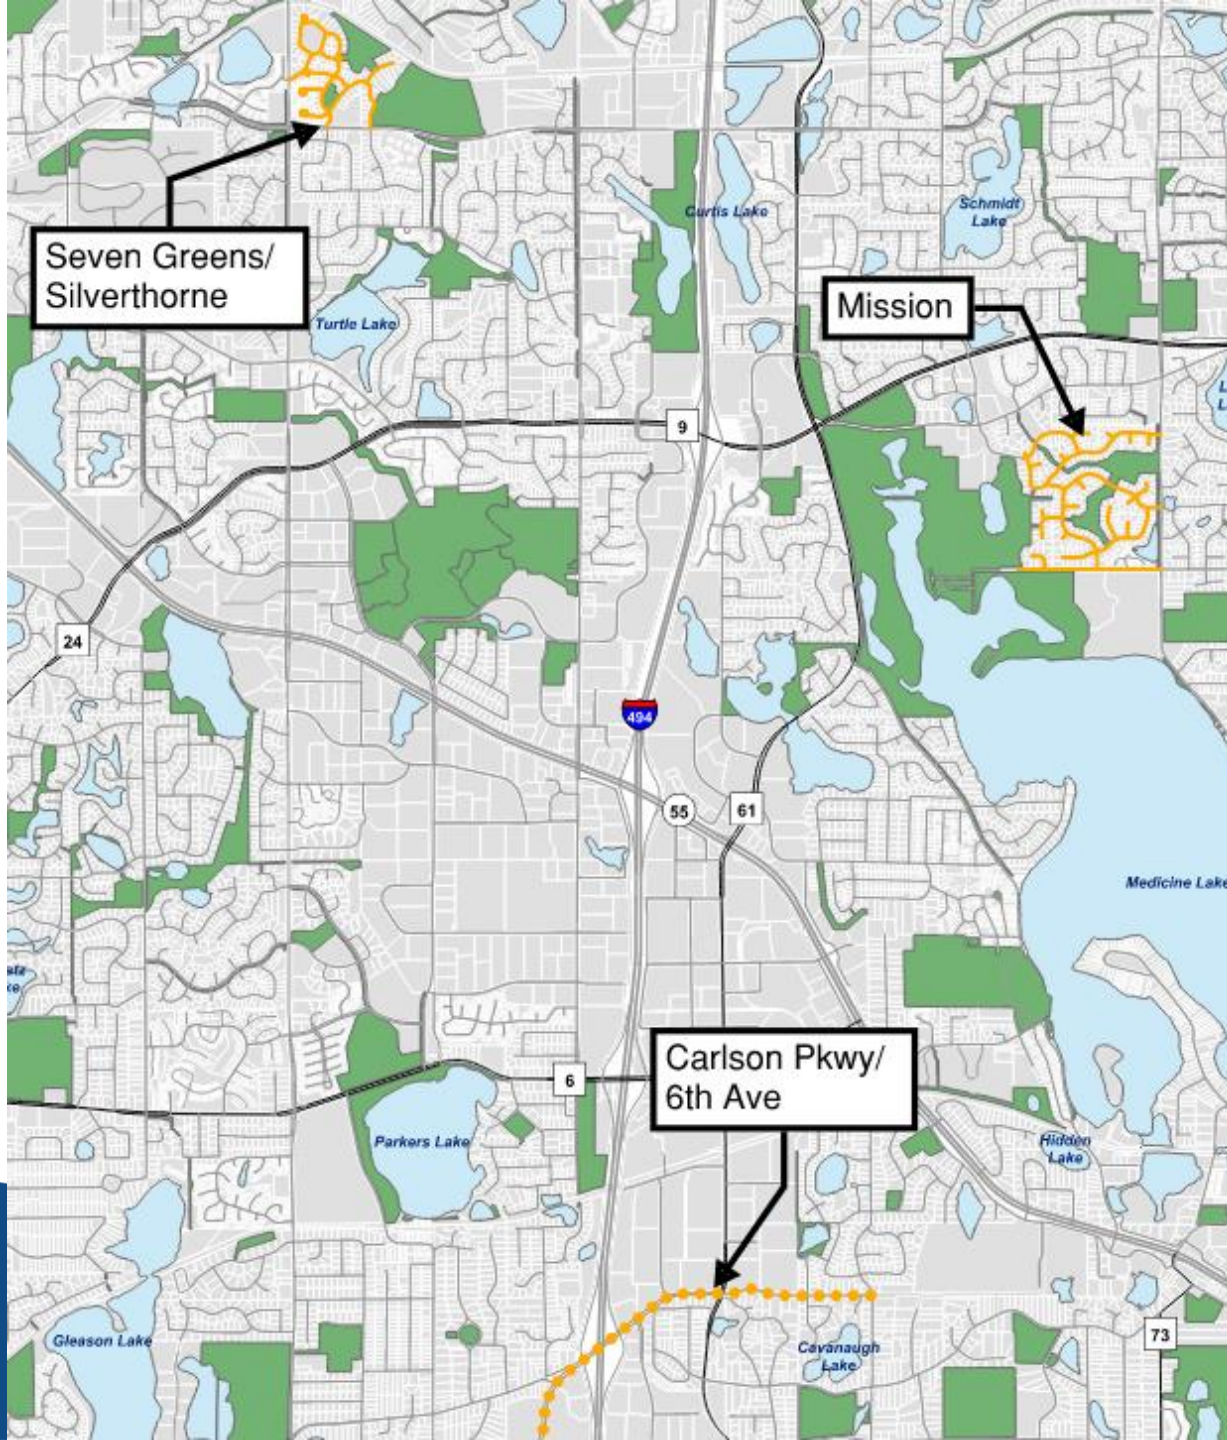 Curtis Lake
Schmidt
Lake
Seven Greens/
Silverthorne
Mission
Turtle Lake
L
L
9
24
494
55
61
Medicine Lake
ke
Carlson Pkwy/
6th Ave
6
Parkers Lake
Hidden
Lake
Gleason Lake
Cavanaugh
Lake
73